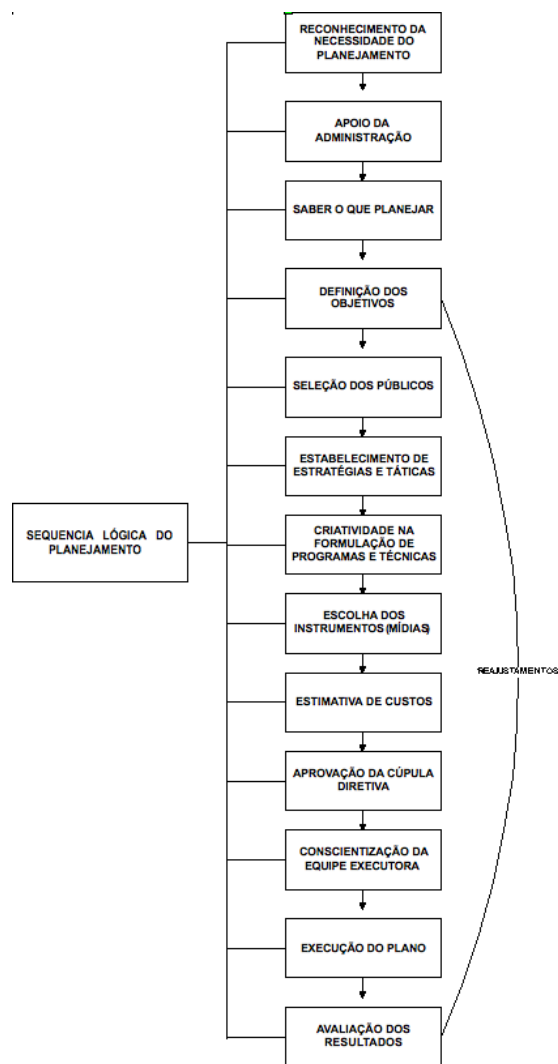 RECONHECIMENTO DA
NECESSIDADE DO
PLANEJAMENTO
APOIO DA
ADMINISTRAÇÃO
SABER O QUE PLANEJAR
DEFINIÇÃO DOS
OBJETIVOS
SELEÇÃO DOS PÚBLICOS
ESTABELECIMENTO DE
ESTRATÉGIAS E TÁTICAS
SEQUENCIA LÓGICA DO
PLANEJAMENTO
CRIATIVIDADE NA
FORMULAÇÃO DE
PROGRAMAS E TÉCNICAS
ESCOLHA DOS
INSTRUMENTOS (MÍDIAS)
REAJUSTAMENTOS
ESTIMATIVA DE CUSTOS
APROVAÇÃO DA CÚPULA
DIRETIVA
CONSCIENTIZAÇÃO DA
EQUIPE EXECUTORA
EXECUÇÃO DO PLANO
AVALIAÇÃO DOS
RESULTADOS